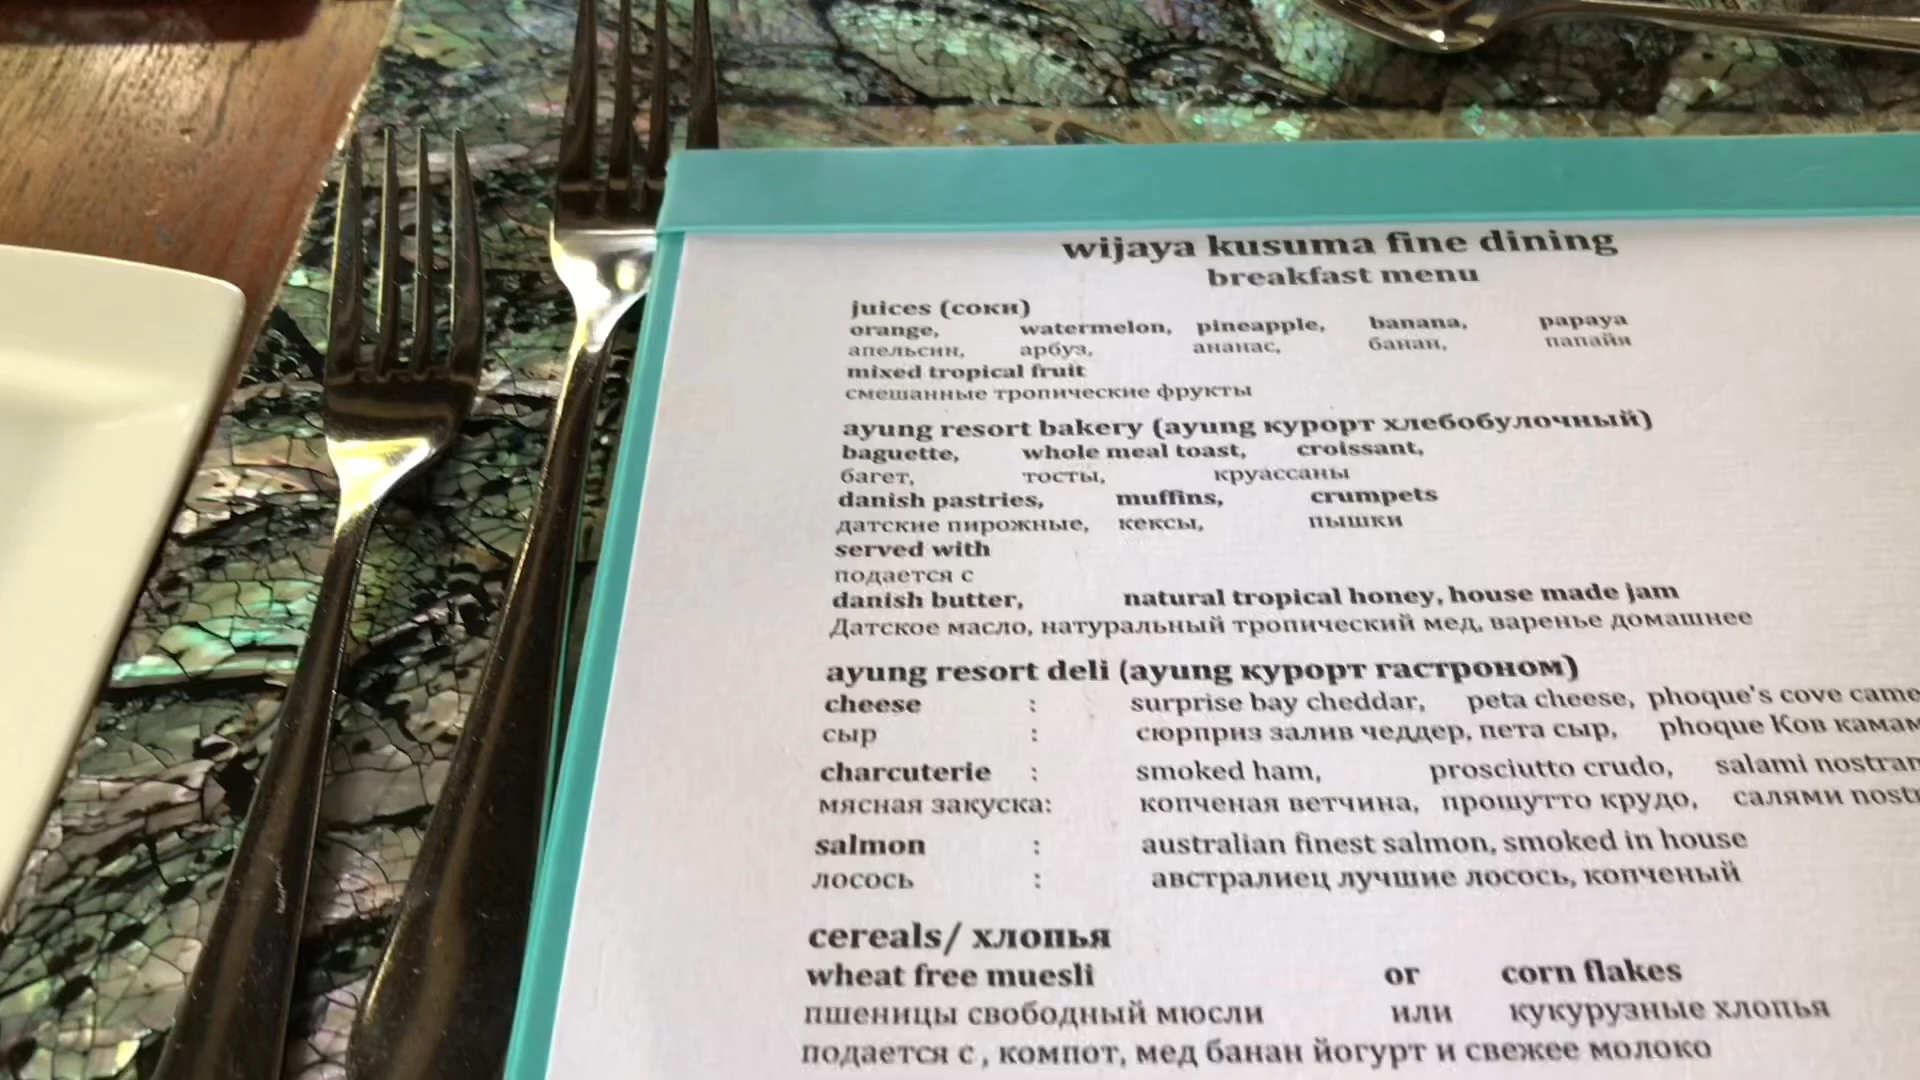 wijaya kusuma fine dining
breakfast menu
juices (соки)
orange, watermelon, pineapple, banana, papaya
апельсин, арбуз, ананас, банан, папайя
mixed tropical fruit
смешанные тропические фрукты
ayung resort bakery (ayung курорт хлебобулочный)
baguette, whole meal toast, croissant,
багет, тосты, круассаны
danish pastries, muffins, crumpets
датские пирожные, кексы, пышки
served with
подается с
danish butter, natural tropical honey, house made jam
Датское масло, натуральный тропический мед, варенье домашнее
ayung resort deli (ayung курорт гастроном)
cheese : surprise bay cheddar, peta cheese, phoque's cove came
сыр : сюрприз залив чеддер, пета сыр, phoque Ков камам
charcuterie : smoked ham, prosciutto crudo, salami nostran
мясная закуска: копченая ветчина, прошутто крудо, салями nostr
salmon : australian finest salmon, smoked in house
лосось : австралиец лучшие лосось, копченый
cereals/ хлопья
wheat free muesli or corn flakes
пшеницы свободный мюсли или кукурузные хлопья
подается с , компот, мед банан йогурт и свежее молоко